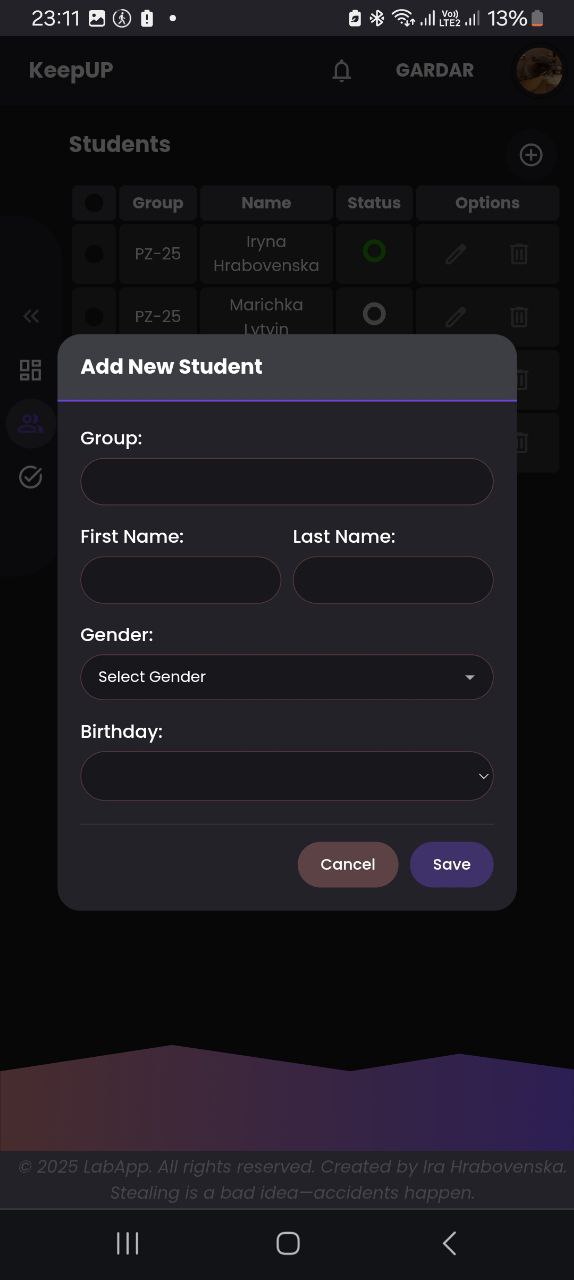 23:11
Vo)) LTE2
13%
KeepUP
GARDAR
Students
Group Name Status Options
PZ-25 Iryna Hrabovenska
PZ-25 Marichka Lytvin
Add New Student
Group:
First Name: Last Name:
Gender:
Select Gender
Birthday:
Cancel Save
© 2025 LabApp. All rights reserved. Created by Ira Hrabovenska.
Stealing is a bad idea—accidents happen.